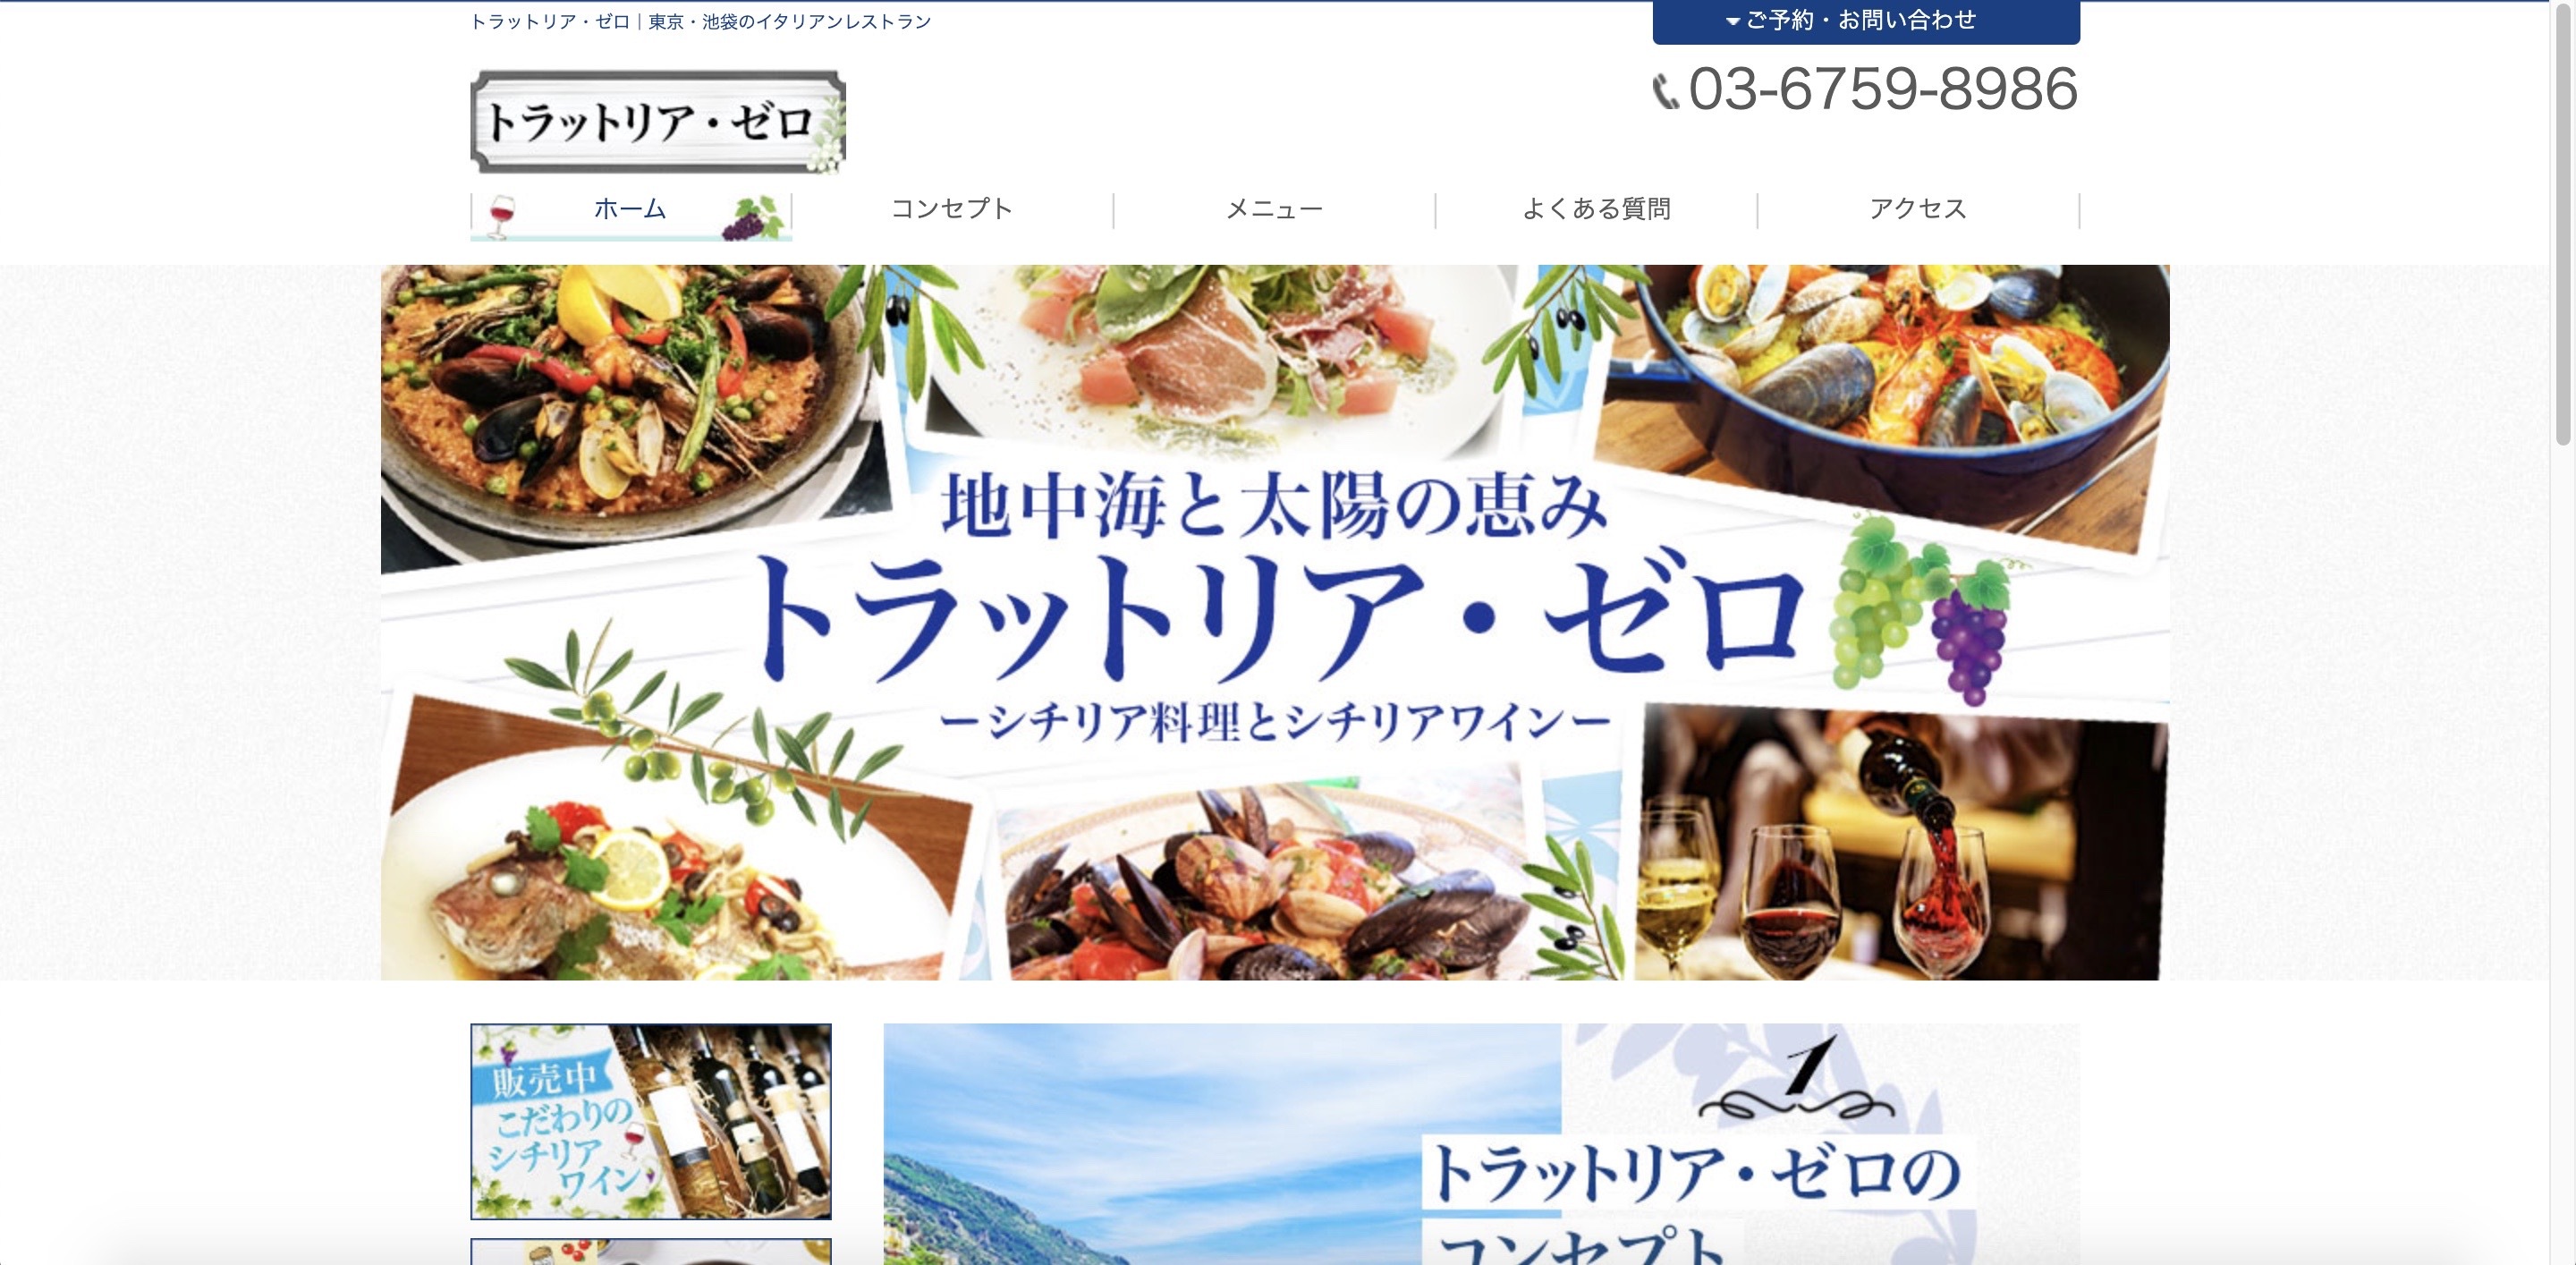 トラットリア・ゼロ｜東京・池袋のイタリアンレストラン
ご予約・お問い合わせ
03-6759-8986
トラットリア・ゼロ
ホーム
コンセプト
メニュー
よくある質問
アクセス
地中海と太陽の恵み
トラットリア・ゼロ
ーシチリア料理とシチリアワインー
販売中
こだわりの
シチリア
ワイン
1
トラットリア・ゼロの
コンセプト